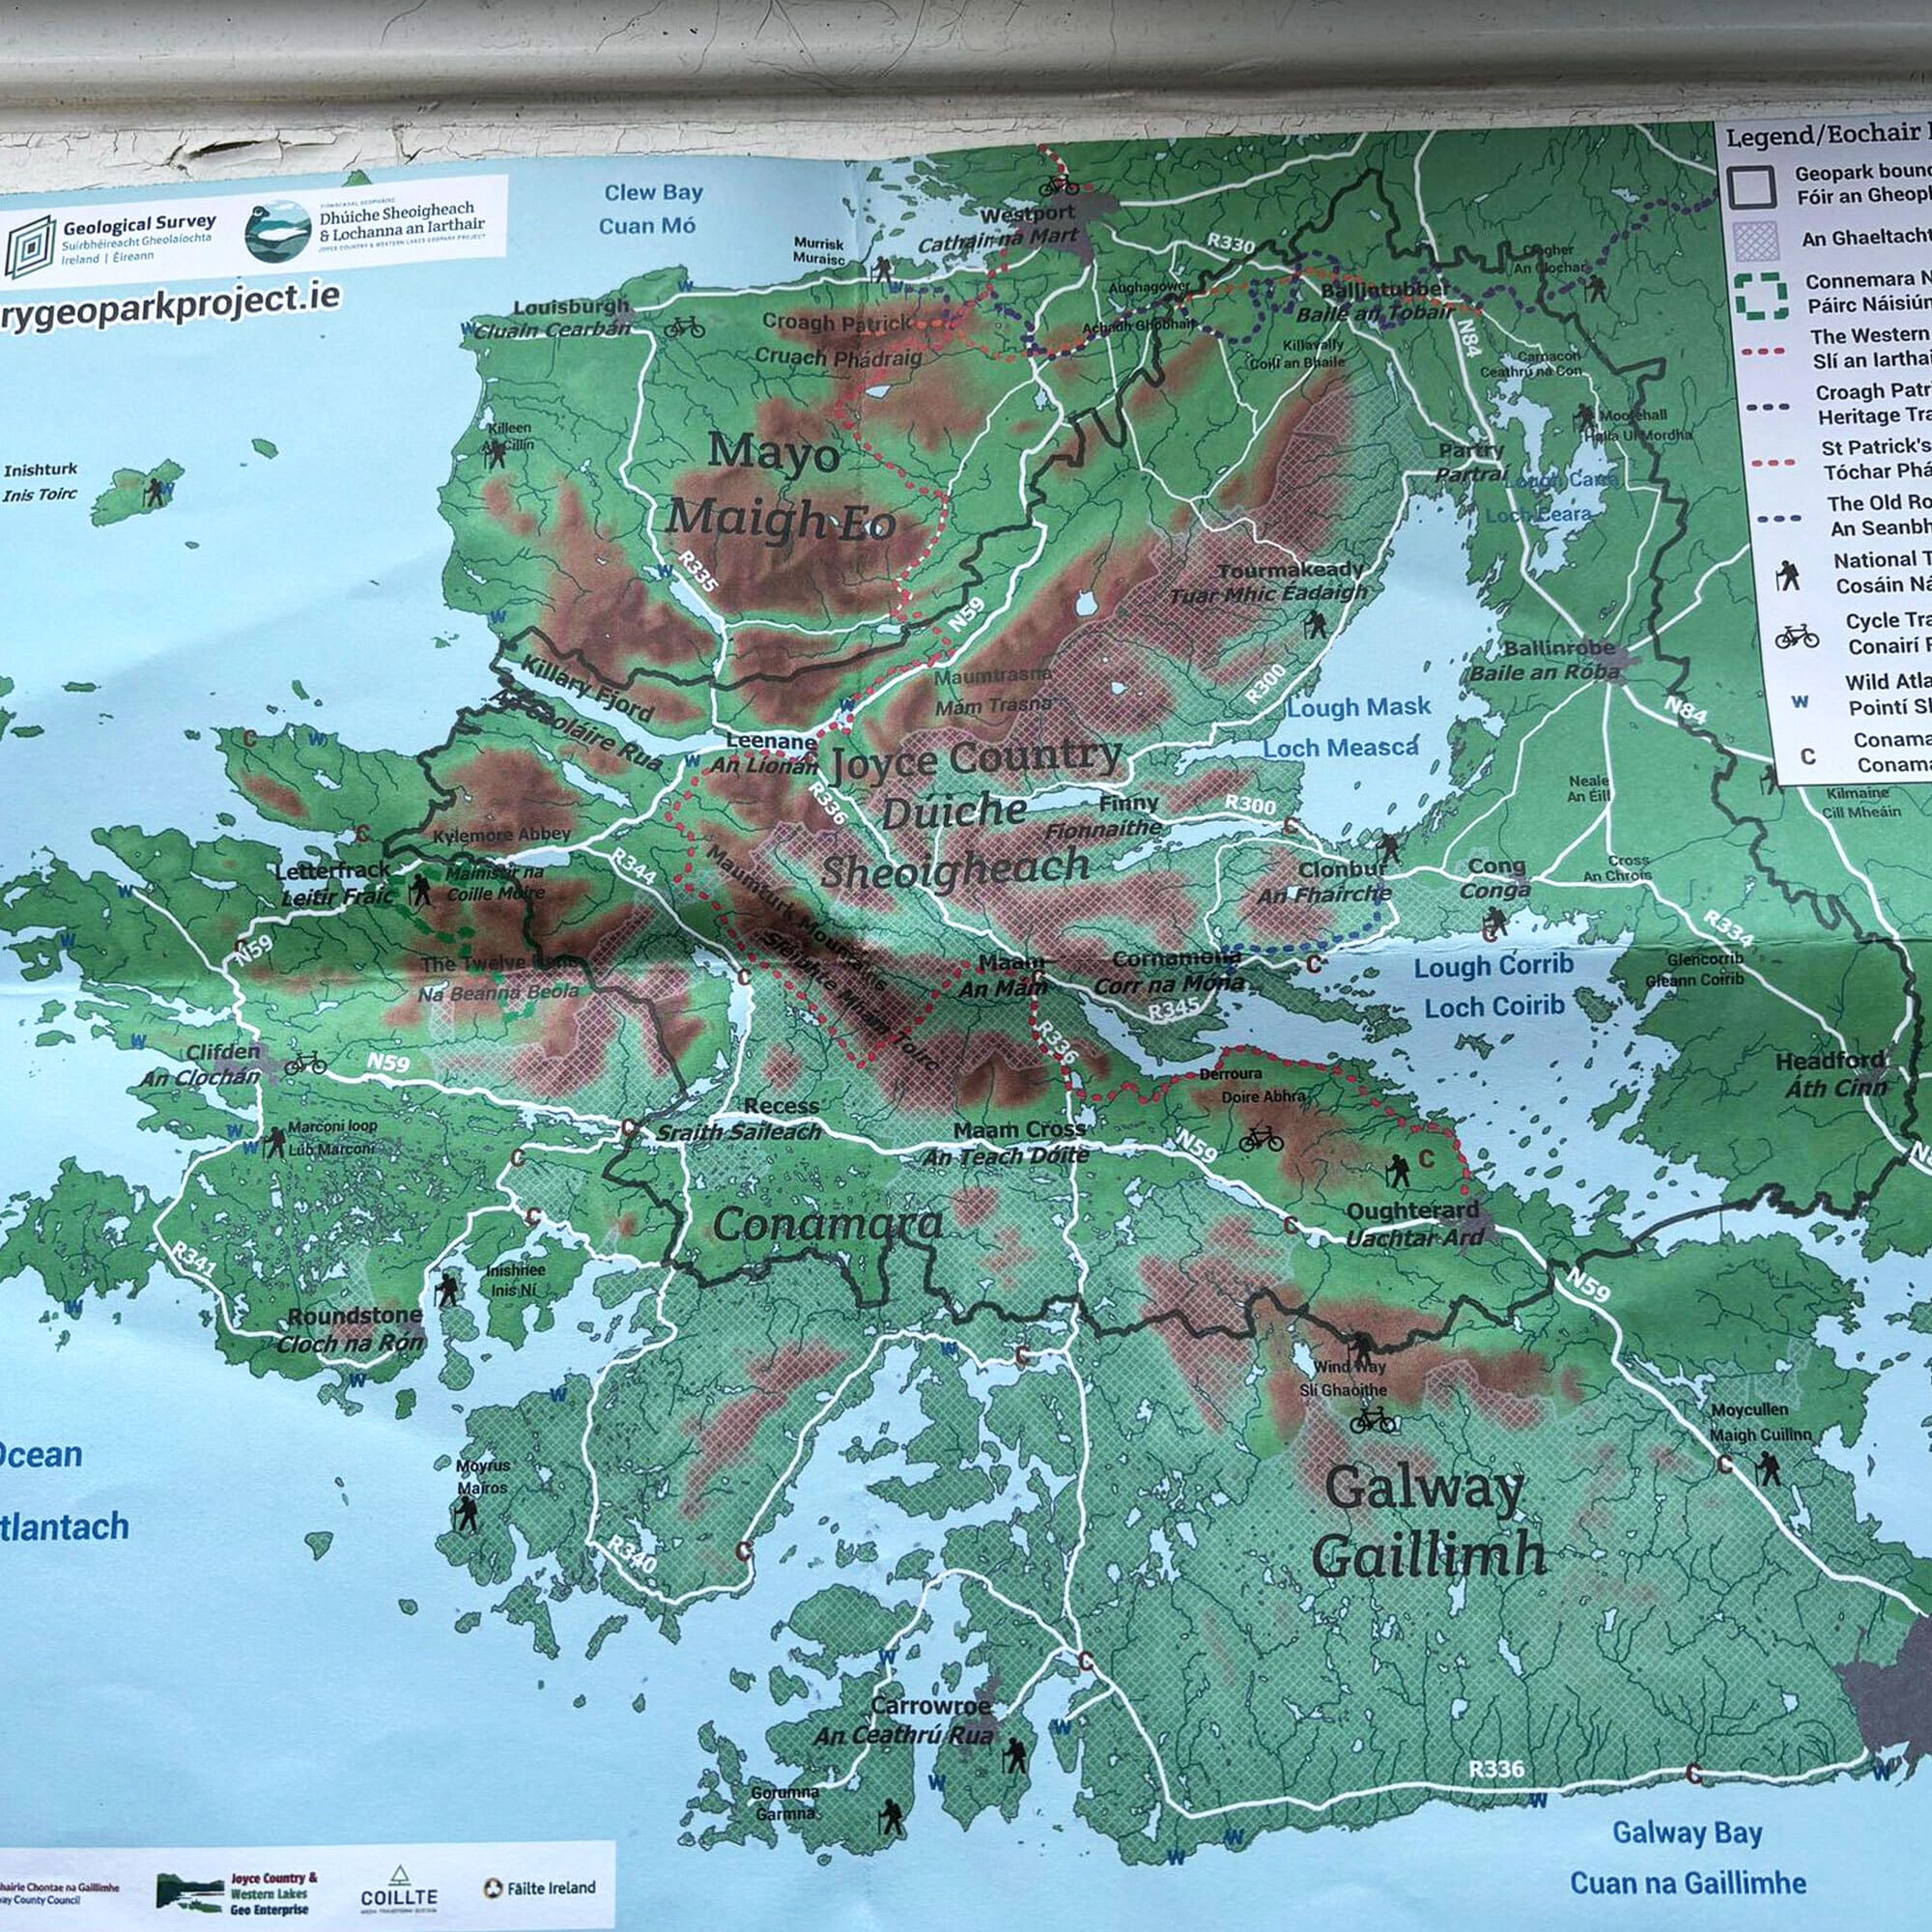 Geological Survey
Suirbhéireacht Gheolaíochta
Ireland | Éireann
Dhúiche Sheoigheach
& Lochanna an Iarthair
JOYCE COUNTRY & WESTERN LAKES GEOPARK PROJECT
rygeoparkproject.ie
Clew Bay
Cuan Mó
Westport
Cathair na Mart
Murrisk
Muraisc
R330
Clogher
An Clochar
Louisburgh
Cluain Cearbán
Croagh Patrick
Cruach Phádraig
Aughagower
Achadh Ghobhair
Ballintubber
Baile an Tobair
Killavally
Coill an Bhaile
N84
Carnacon
Ceathrú na Con
Moorehall
Halla Uí Mordha
Killeen
An Cillín
Inishturk
Inis Toirc
Mayo
Maigh Eo
Partry
Partraí
Lough Carra
Loch Ceara
R335
N59
Tourmakeady
Tuar Mhic Éadaigh
Ballinrobe
Baile an Róba
Killary Fjord
An Caoláire Rua
Maumtrasna
Mám Trasna
R300
Lough Mask
Loch Measca
N84
Leenane
An Líonán
Joyce Country
Dúiche
Sheoigheach
R336
Finny
Fionnaithe
R300
Neale
An Éill
Kilmaine
Cill Mheáin
Kylemore Abbey
Mainistir na
Coille Móire
Letterfrack
Leitir Fraic
R344
Maumturk Mountains
Sléibhte Mhám Toirc
Clonbur
An Fhairche
Cong
Conga
Cross
An Chrois
R334
Glencorrib
Gleann Coirib
N59
The Twelve Bens
Na Beanna Beola
Maam
An Mám
Cornamona
Corr na Móna
R345
Lough Corrib
Loch Coirib
Clifden
An Clochán
N59
R336
Derroura
Doire Abhra
Headford
Áth Cinn
Marconi loop
Lúb Marconi
Recess
Sraith Saileach
Maam Cross
An Teach Dóite
N59
Conamara
Oughterard
Uachtar Ard
R341
Inishnee
Inis Ní
Roundstone
Cloch na Rón
N59
Wind Way
Slí Ghaoithe
Moycullen
Maigh Cuilinn
Ocean
tlantach
Moyrus
Maíros
Galway
Gaillimh
R340
Carrowroe
An Ceathrú Rua
Gorumna
Garmna
R336
Galway Bay
Cuan na Gaillimhe
Legend/Eochair
Geopark boun
Fóir an Gheop
An Ghaeltacht
Connemara N
Páirc Náisiún
The Western
Slí an Iarthai
Croagh Patr
Heritage Tra
St Patrick's
Tóchar Phá
The Old Ro
An Seanbh
National T
Cosáin Ná
Cycle Tra
Conairí
Wild Atla
Pointí Sl
Conama
Conama
hairle Chontae na Gaillimhe
ay County Council
Joyce Country &
Western Lakes
Geo Enterprise
COILLTE
Fáilte Ireland